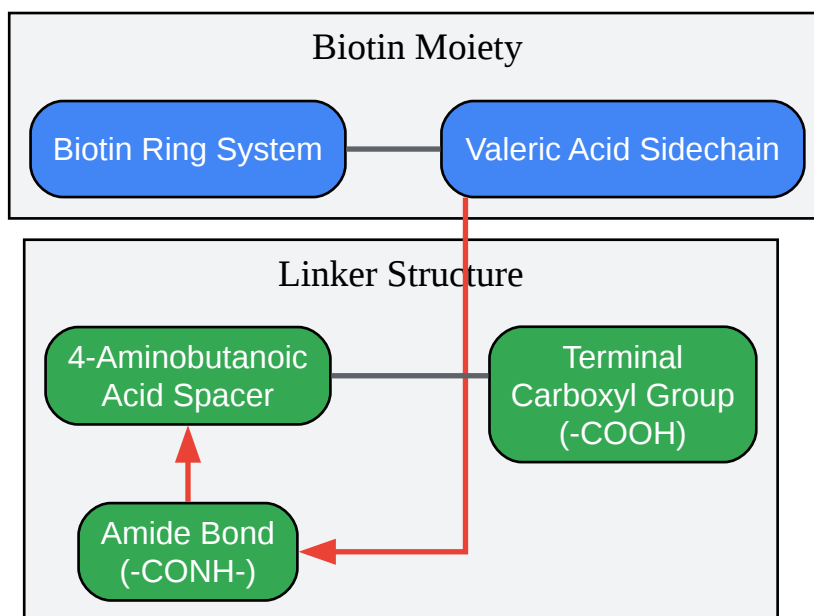 Biotin Moiety
Biotin Ring System
Valeric Acid Sidechain
Linker Structure
4-Aminobutanoic
Acid Spacer
Terminal
Carboxyl Group
(-COOH)
Amide Bond
(-CONH-)